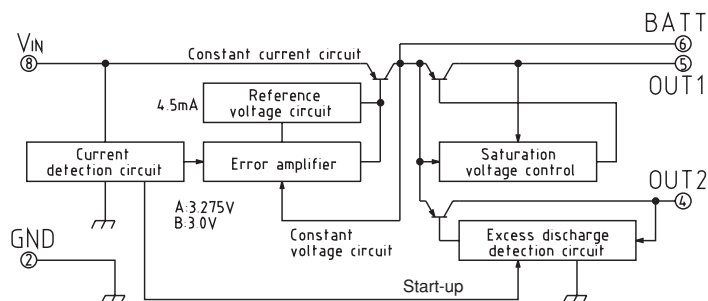 BATT
VIN
8
Constant current circuit
6
5
OUT1
4.5mA
Reference
voltage circuit
Current
detection circuit
Error amplifier
Saturation
voltage control
OUT2
4
A:3.275V
B:3.0V
GND
2
Constant
voltage circuit
Excess discharge
detection circuit
Start-up